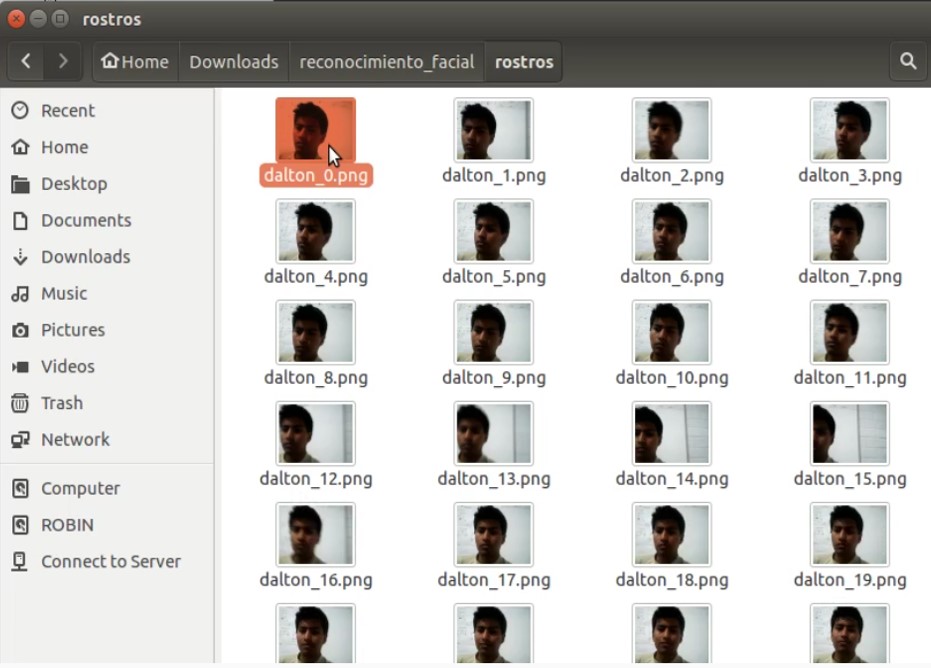 rostros
Home Downloads reconocimiento_facial rostros
Recent
Home
Desktop
Documents
Downloads
Music
Pictures
Videos
Trash
Network
Computer
ROBIN
Connect to Server
dalton_0.png dalton_1.png dalton_2.png dalton_3.png
dalton_4.png dalton_5.png dalton_6.png dalton_7.png
dalton_8.png dalton_9.png dalton_10.png dalton_11.png
dalton_12.png dalton_13.png dalton_14.png dalton_15.png
dalton_16.png dalton_17.png dalton_18.png dalton_19.png